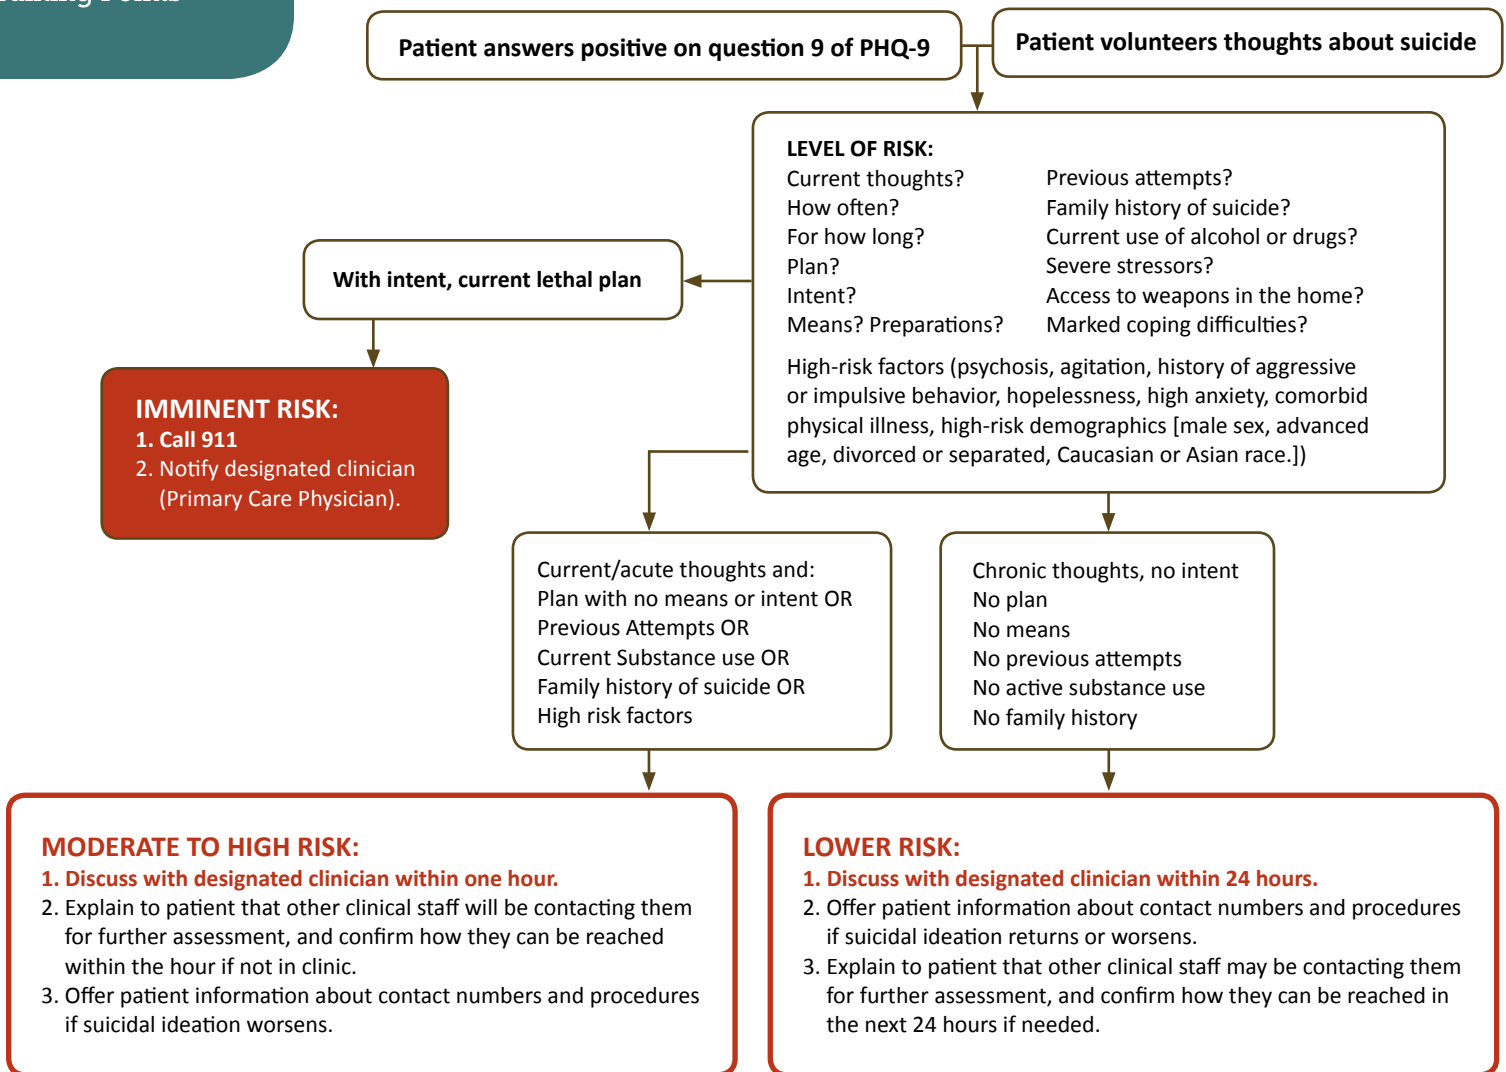 Patient answers positive on question 9 of PHQ-9
Patient volunteers thoughts about suicide
LEVEL OF RISK:
Current thoughts?
How often?
For how long?
Plan?
Intent?
Means? Preparations?
Previous attempts?
Family history of suicide?
Current use of alcohol or drugs?
Severe stressors?
Access to weapons in the home?
Marked coping difficulties?
High-risk factors (psychosis, agitation, history of aggressive
or impulsive behavior, hopelessness, high anxiety, comorbid
physical illness, high-risk demographics [male sex, advanced
age, divorced or separated, Caucasian or Asian race.])
With intent, current lethal plan
IMMINENT RISK:
1. Call 911
2. Notify designated clinician
(Primary Care Physician).
Current/acute thoughts and:
Plan with no means or intent OR
Previous Attempts OR
Current Substance use OR
Family history of suicide OR
High risk factors
Chronic thoughts, no intent
No plan
No means
No previous attempts
No active substance use
No family history
MODERATE TO HIGH RISK:
1. Discuss with designated clinician within one hour.
2. Explain to patient that other clinical staff will be contacting them
for further assessment, and confirm how they can be reached
within the hour if not in clinic.
3. Offer patient information about contact numbers and procedures
if suicidal ideation worsens.
LOWER RISK:
1. Discuss with designated clinician within 24 hours.
2. Offer patient information about contact numbers and procedures
if suicidal ideation returns or worsens.
3. Explain to patient that other clinical staff may be contacting them
for further assessment, and confirm how they can be reached in
the next 24 hours if needed.